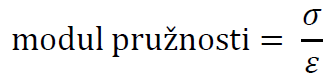 modul pružnosti = σ/ε